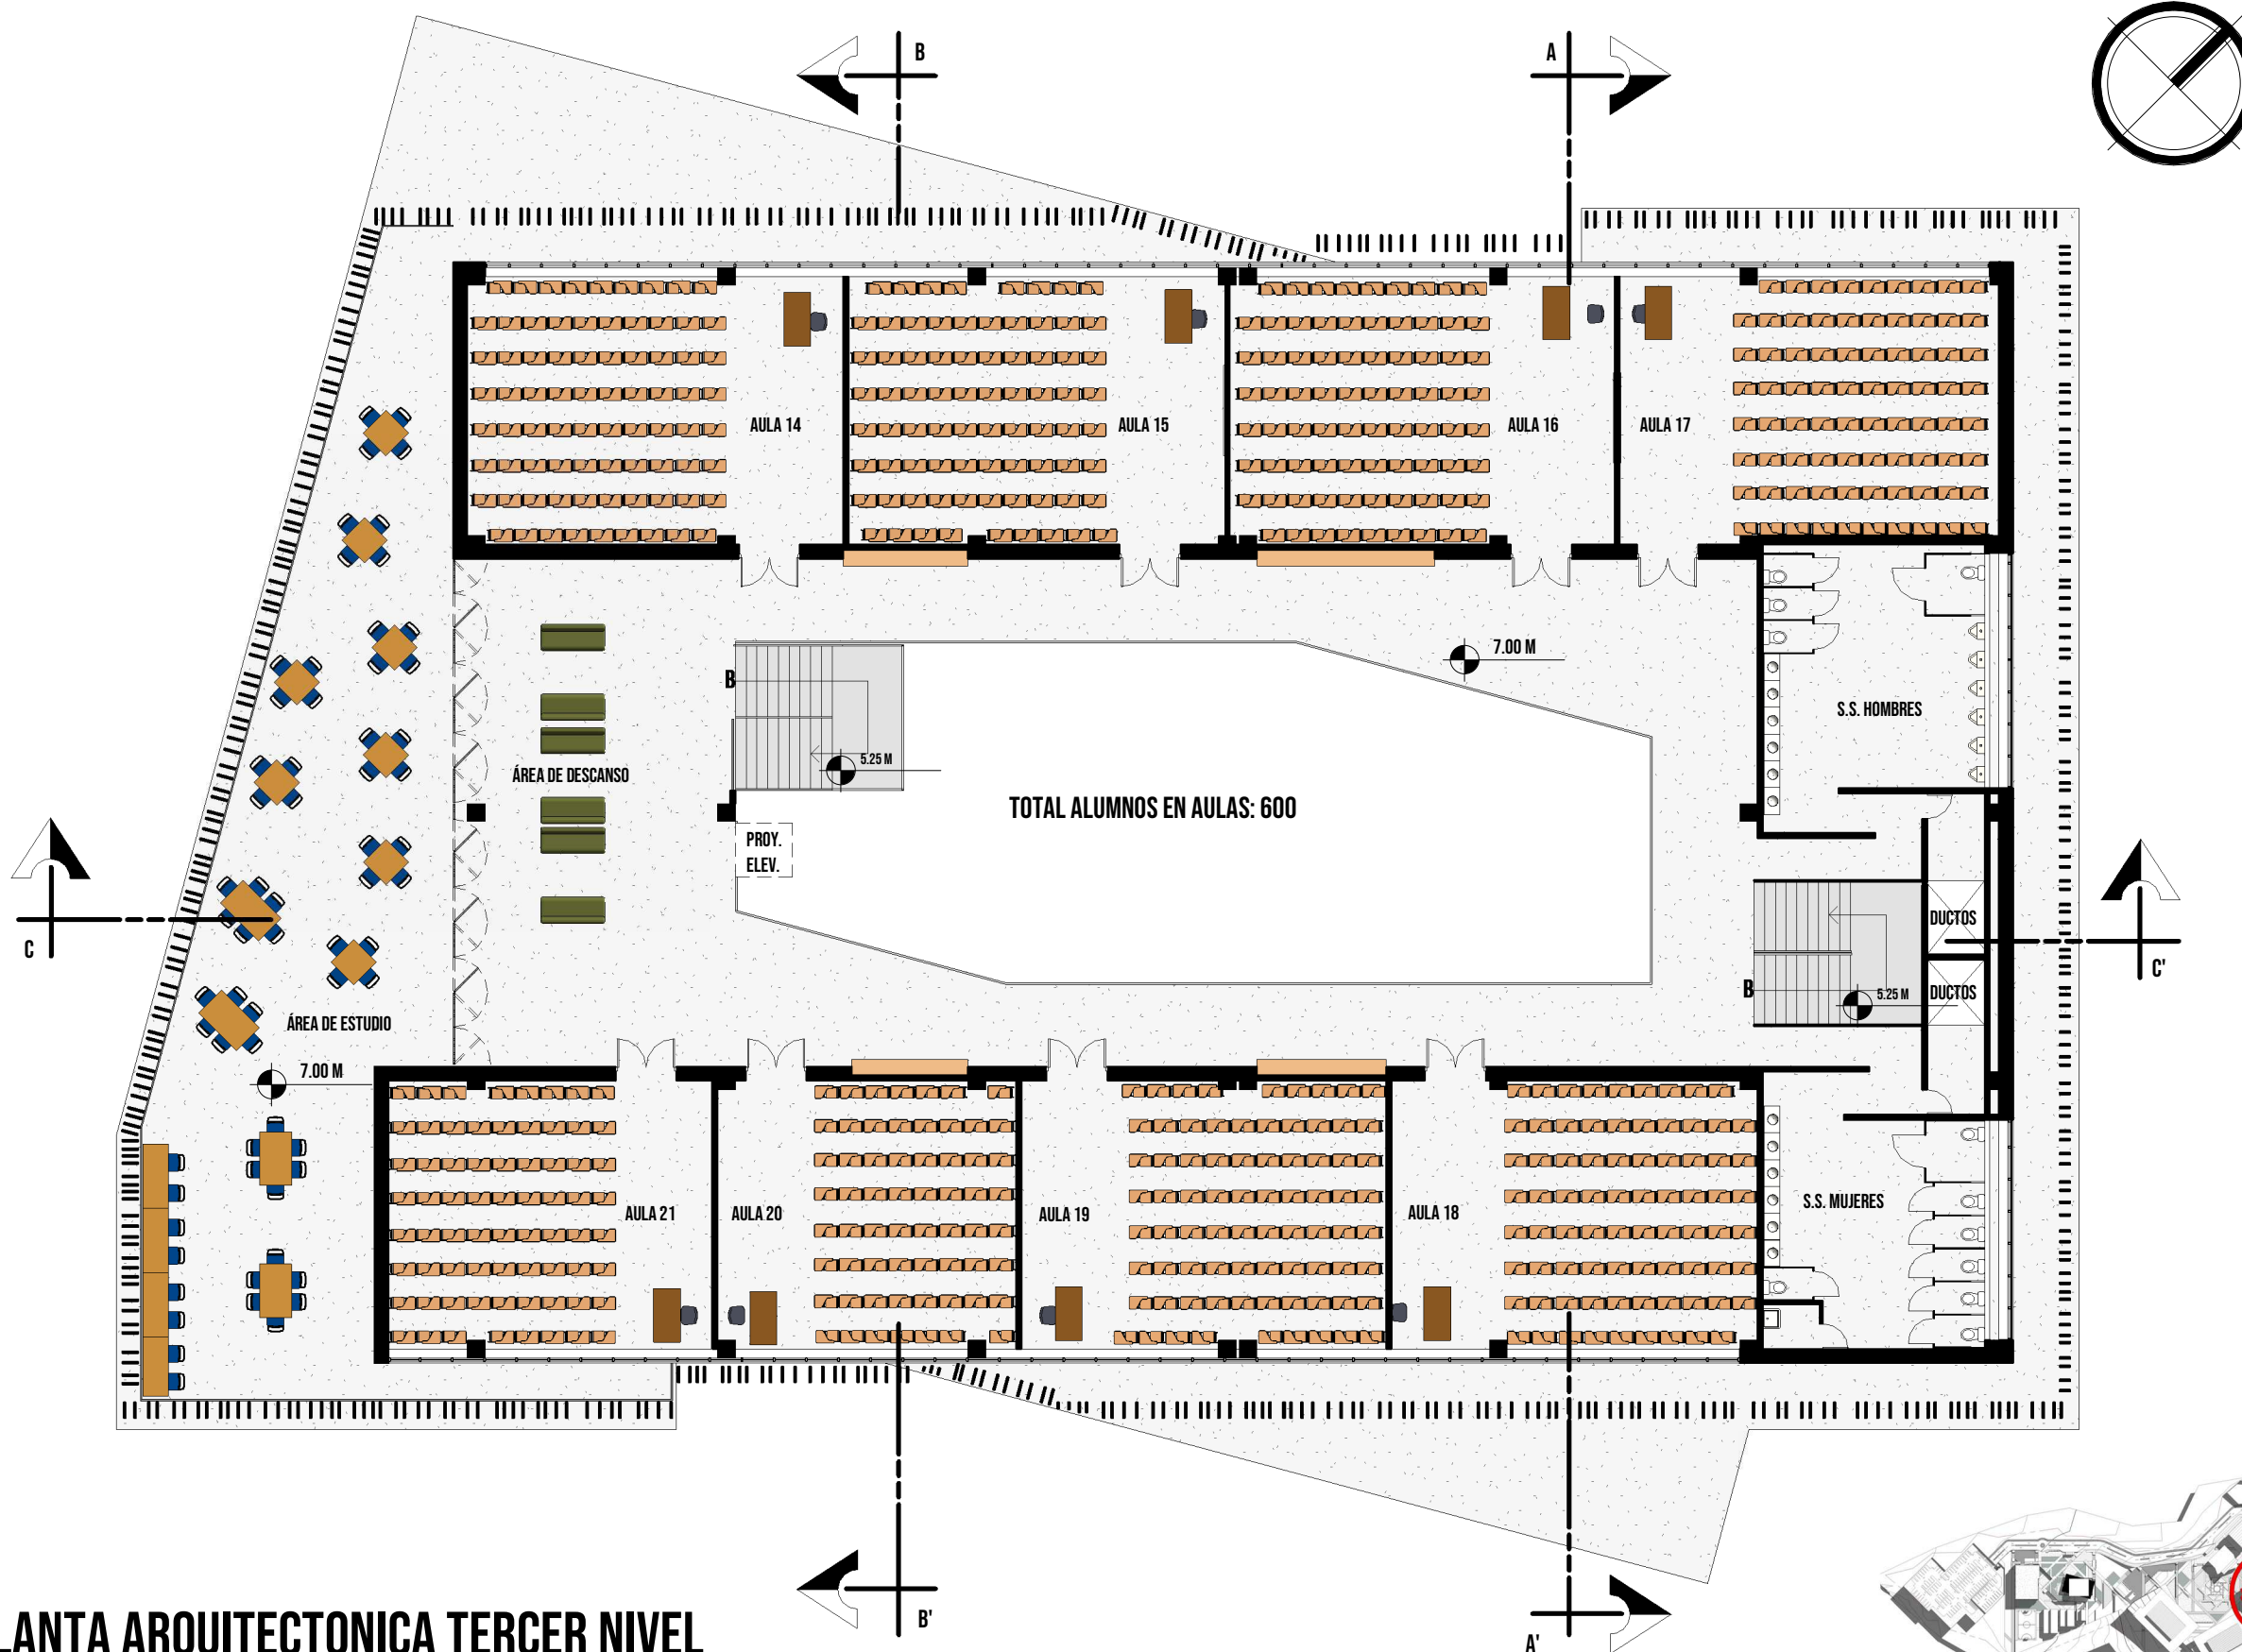 B
A
AULA 14
AULA 15
AULA 16
AULA 17
7.00 M
B
S.S. HOMBRES
5.25 M
ÁREA DE DESCANSO
TOTAL ALUMNOS EN AULAS: 600
PROY.
ELEV.
DUCTOS
C
C'
B
5.25 M
DUCTOS
ÁREA DE ESTUDIO
7.00 M
AULA 21
AULA 20
AULA 19
AULA 18
S.S. MUJERES
B'
A'
LANTA ARQUITECTONICA TERCER NIVEL